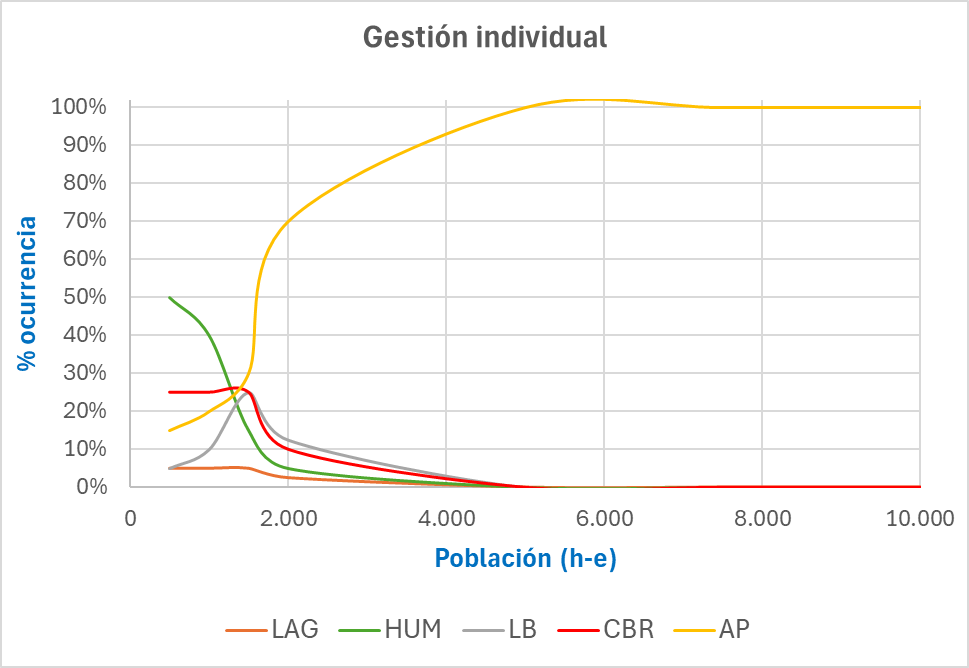 Gestión individual
100%
90%
80%
70%
60%
50%
40%
30%
20%
10%
0%
% ocurrencia
0 2.000 4.000 6.000 8.000 10.000
Población (h-e)
LAG HUM LB CBR AP